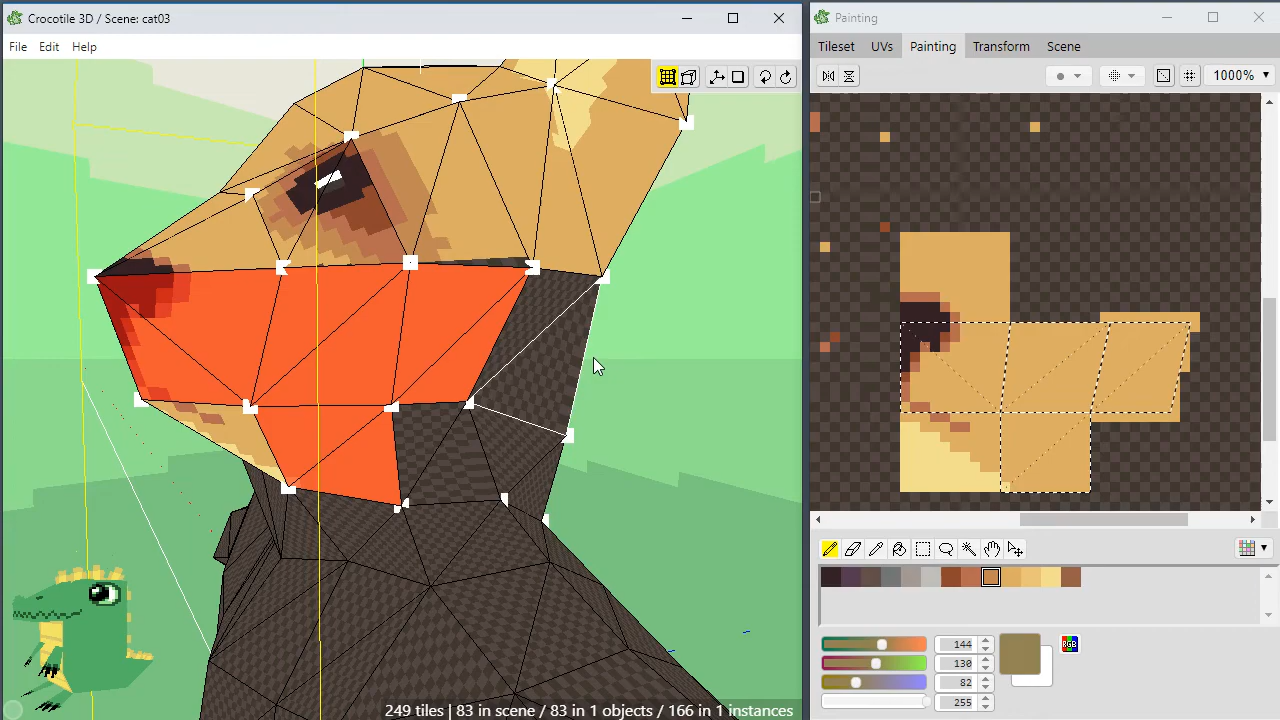 Crocotile 3D / Scene: cat03
File Edit Help
Painting
Tileset UVs Painting Transform Scene
1000%
144
130
82
255
RGB
249 tiles | 83 in scene / 83 in 1 objects / 166 in 1 instances